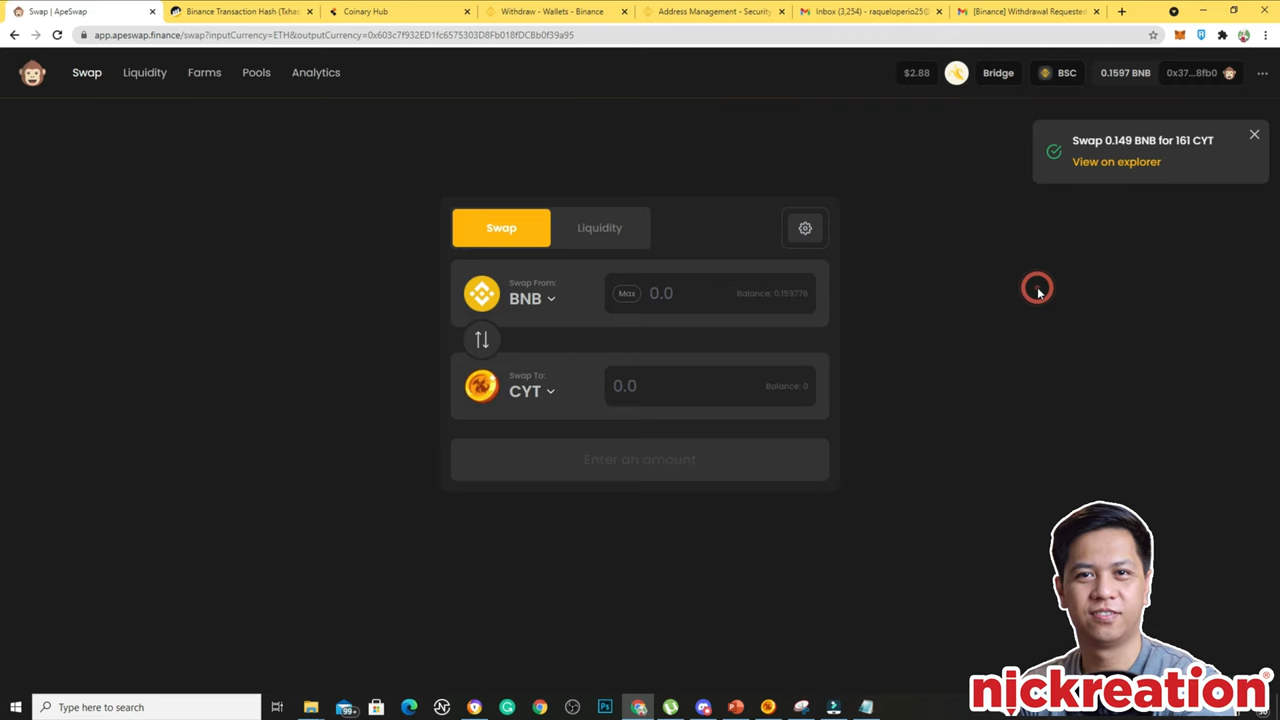 Swap | ApeSwap
Binance Transaction Hash (Txhas
Coinary Hub
Withdraw - Wallets - Binance
Address Management - Security
Inbox (3,254) - raqueloperio25@
[Binance] Withdrawal Requested
app.apeswap.finance/swap?inputCurrency=ETH&outputCurrency=0x603c7f932ED1fc6575303D8Fb018fDCBb0f39a95
Swap
Liquidity
Farms
Pools
Analytics
$2.88
Bridge
BSC
0.1597 BNB
0x37...8fb0
Swap 0.149 BNB for 161 CYT
View on explorer
Swap
Liquidity
Swap From:
BNB
Max
0.0
Balance: 0.159776
Swap To:
CYT
0.0
Balance: 0
Enter an amount
nickreation®
Type here to search
99+
Ps